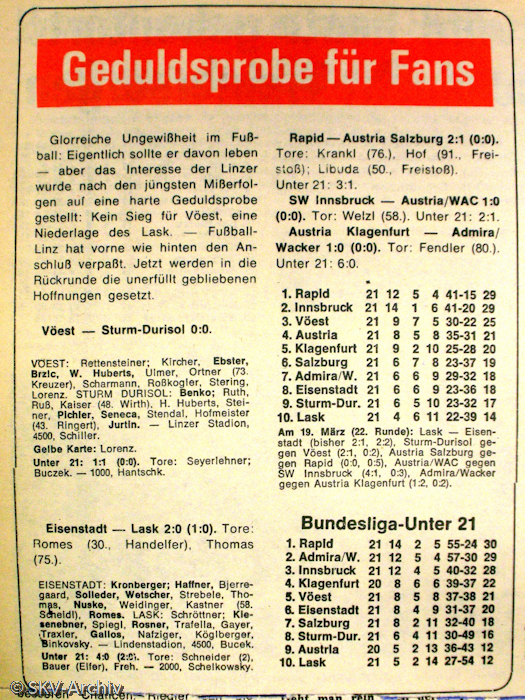 Geduldsprobe für Fans
Glorreiche Ungewißheit im Fuß-
ball: Eigentlich sollte er davon leben
— aber das Interesse der Linzer
wurde nach den jüngsten Mißerfol-
gen auf eine harte Geduldsprobe
gestellt: Kein Sieg für Vöest, eine
Niederlage des Lask. — Fußball-
Linz hat vorne wie hinten den An-
schluß verpaßt. Jetzt werden in die
Rückrunde die unerfüllt gebliebenen
Hoffnungen gesetzt.
Vöest — Sturm-Durisol 0:0.
VÖEST: Rettensteiner; Kircher, Ebster,
Brzic, W. Huberts, Ulmer, Ortner (73.
Kreuzer), Scharmann, Roßkogler, Stering,
Lorenz. STURM DURISOL: Benko; Ruth,
Ruß, Kaiser (48. Wirth). H. Huberts, Stei-
ner, Pichler, Seneca, Stendal, Hofmeister
(43. Ringert), Jurtin. — Linzer Stadion,
4500, Schiller.
Gelbe Karte: Lorenz.
Unter 21: 1:1 (0:0). Tore: Seyerlehner;
Buczek. — 1000, Hantschk.
Eisenstadt — Lask 2:0 (1:0). Tore:
Romes (30., Handelfer), Thomas
(75.).
EISENSTADT: Kronberger; Haffner, Bjerre-
gaard, Solleder, Wetscher, Strebele, Tho-
mas, Nuske, Weidinger, Kastner (58.
Scheidl), Romes. LASK: Schröttner; Kie-
senebner, Spiegl, Rosner, Trafella, Gayer,
Traxler, Gallos, Nafziger, Köglberger,
Binkovsky. — Lindenstadion, 2500, Bucek.
Unter 21: 4:0 (2:0). Tore: Schneider (2),
Bauer (Elfer), Freh. — 2000, Schelkowsky.
Rapid — Austria Salzburg 2:1 (0:0).
Tore: Krankl (76.), Hof (91., Frei-
stoß); Libuda (50., Freistoß).
Unter 21: 3:1.
SW Innsbruck — Austria/WAC 1:0
(0:0). Tor: Welzl (58.). Unter 21: 2:1.
Austria Klagenfurt — Admira/
Wacker 1:0 (0:0). Tor: Fendler (80.).
Unter 21: 6:0.
1. Rapid 21 12 5 4 41-15 29
2. Innsbruck 21 14 1 6 41-20 29
3. Vöest 21 9 7 5 30-22 25
4. Austria 21 8 5 8 35-31 21
5. Klagenfurt 21 9 2 10 25-28 20
6. Salzburg 21 6 7 8 23-37 19
7. Admira/W. 21 6 6 9 29-32 18
8. Eisenstadt 21 6 6 9 23-36 18
9. Sturm-Dur. 21 6 5 10 23-32 17
10. Lask 21 4 6 11 22-39 14
Am 19. März (22. Runde): Lask — Eisen-
stadt (bisher 2:1, 2:2), Sturm-Durisol ge-
gen Vöest (2:1, 0:2), Austria Salzburg ge-
gen Rapid (0:0, 0:5), Austria/WAC gegen
SW Innsbruck (4:1, 0:3), Admira/Wacker
gegen Austria Klagenfurt (1:2, 0:2).
Bundesliga-Unter 21
1. Rapid 21 14 2 5 55-24 30
2. Admira/W. 21 12 5 4 57-30 29
3. Innsbruck 21 12 5 4 40-21 29
4. Klagenfurt 20 8 6 6 39-37 22
5. Vöest 21 8 5 8 37-38 21
6. Eisenstadt 21 8 4 9 31-37 20
7. Salzburg 21 8 2 11 32-40 18
8. Sturm-Dur. 21 6 4 11 30-49 16
9. Austria 20 5 2 13 36-43 12
10. Lask 21 5 2 14 27-54 12
© SKV-Archiv